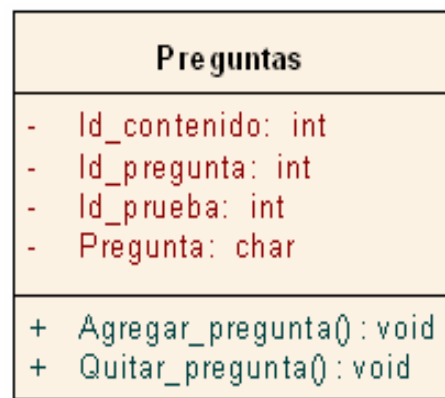 Preguntas
- Id_contenido: int
- Id_pregunta: int
- Id_prueba: int
- Pregunta: char
+ Agregar_pregunta() : void
+ Quitar_pregunta() : void